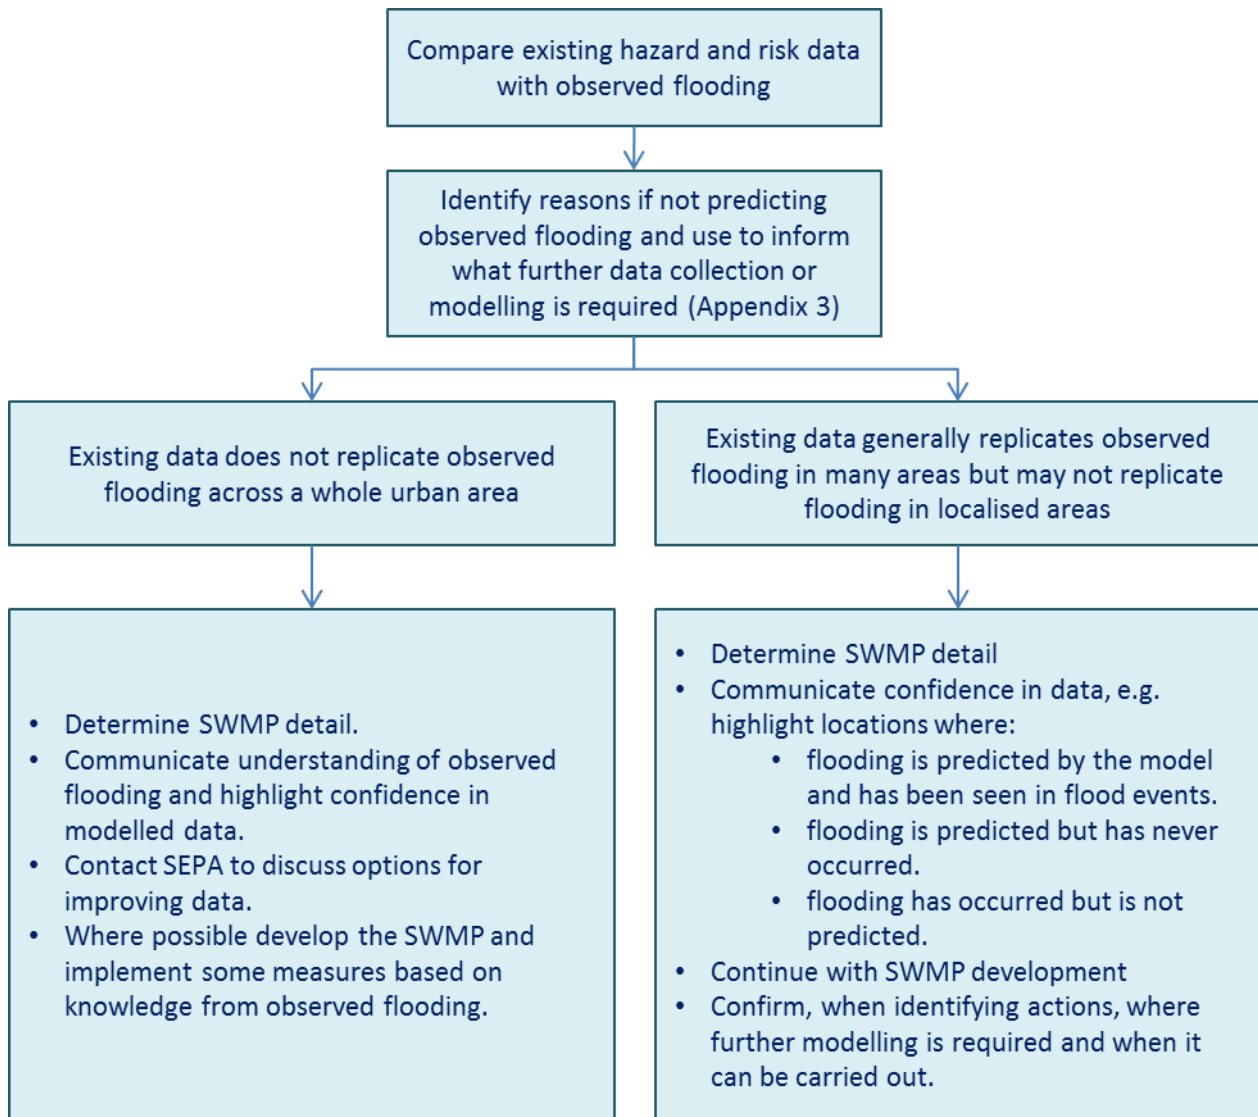 Compare existing hazard and risk data
with observed flooding
Identify reasons if not predicting
observed flooding and use to inform
what further data collection or
modelling is required (Appendix 3)
Existing data does not replicate observed
flooding across a whole urban area
Existing data generally replicates observed
flooding in many areas but may not replicate
flooding in localised areas
• Determine SWMP detail.
• Communicate understanding of observed
flooding and highlight confidence in
modelled data.
• Contact SEPA to discuss options for
improving data.
• Where possible develop the SWMP and
implement some measures based on
knowledge from observed flooding.
• Determine SWMP detail
• Communicate confidence in data, e.g.
highlight locations where:
• flooding is predicted by the model
and has been seen in flood events.
• flooding is predicted but has never
occurred.
• flooding has occurred but is not
predicted.
• Continue with SWMP development
• Confirm, when identifying actions, where
further modelling is required and when it
can be carried out.